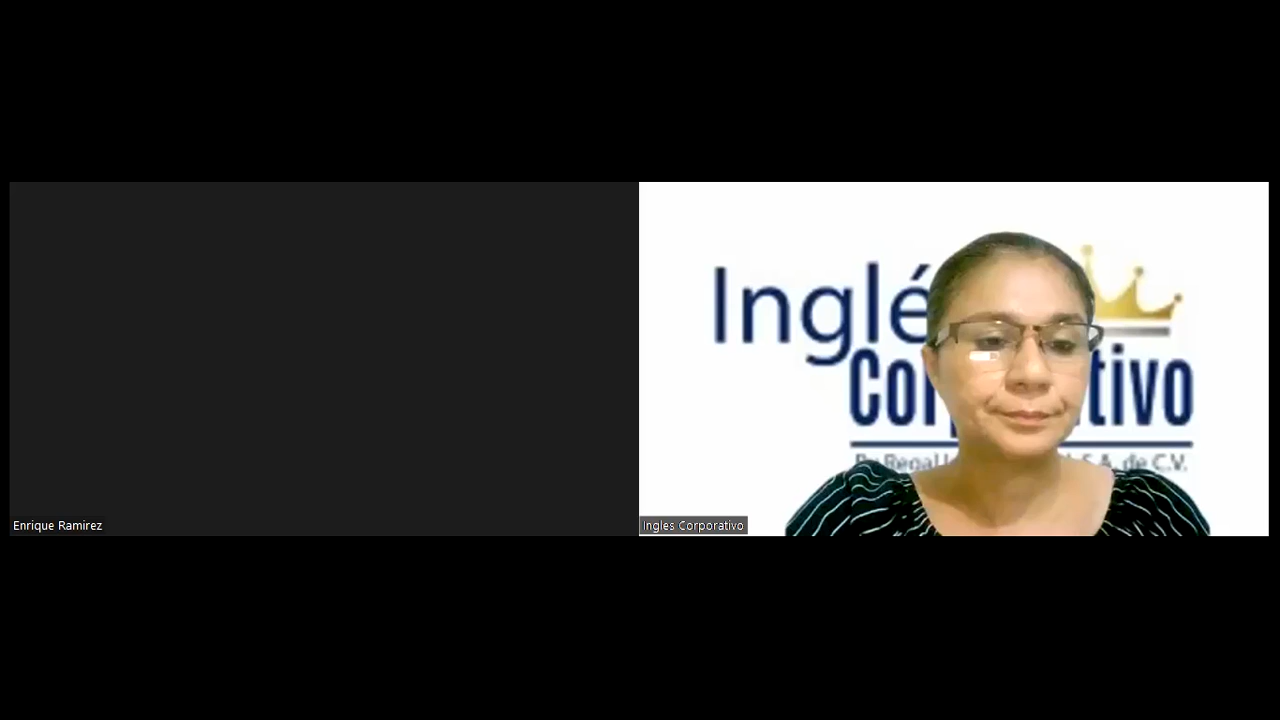 Inglé
Cor tivo
S.A. de C.V.
Enrique Ramirez
Ingles Corporativo